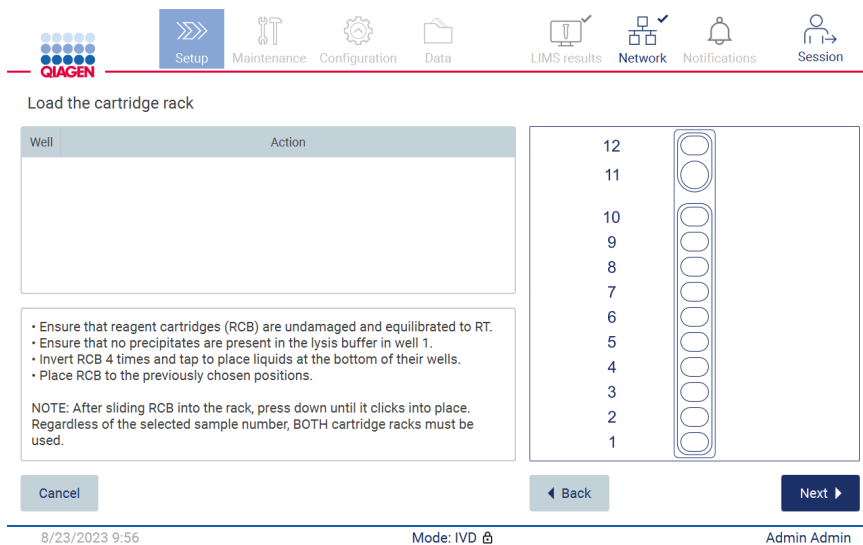 QIAGEN
Setup
Maintenance
Configuration
Data
LIMS results
Network
Notifications
Session
Load the cartridge rack
Well
Action
12
11
10
9
8
7
6
5
4
3
2
1
• Ensure that reagent cartridges (RCB) are undamaged and equilibrated to RT.
• Ensure that no precipitates are present in the lysis buffer in well 1.
• Invert RCB 4 times and tap to place liquids at the bottom of their wells.
• Place RCB to the previously chosen positions.
NOTE: After sliding RCB into the rack, press down until it clicks into place.
Regardless of the selected sample number, BOTH cartridge racks must be
used.
Cancel
Back
Next
8/23/2023 9:56
Mode: IVD
Admin Admin